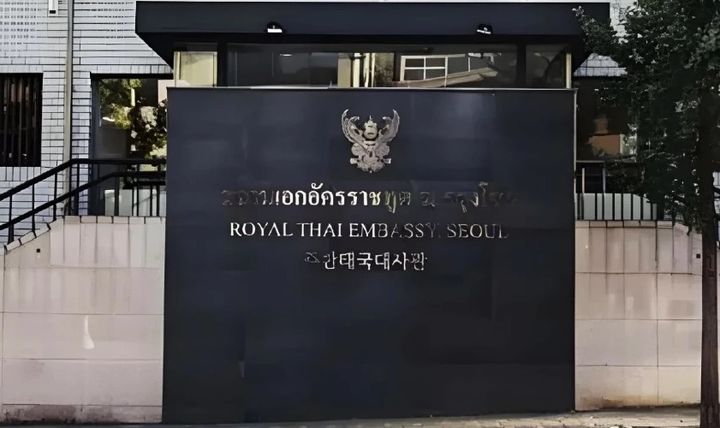 เอกอัครราชทูต ณ กรุงโซล
ROYAL THAI EMBASSY, SEOUL
태국대사관